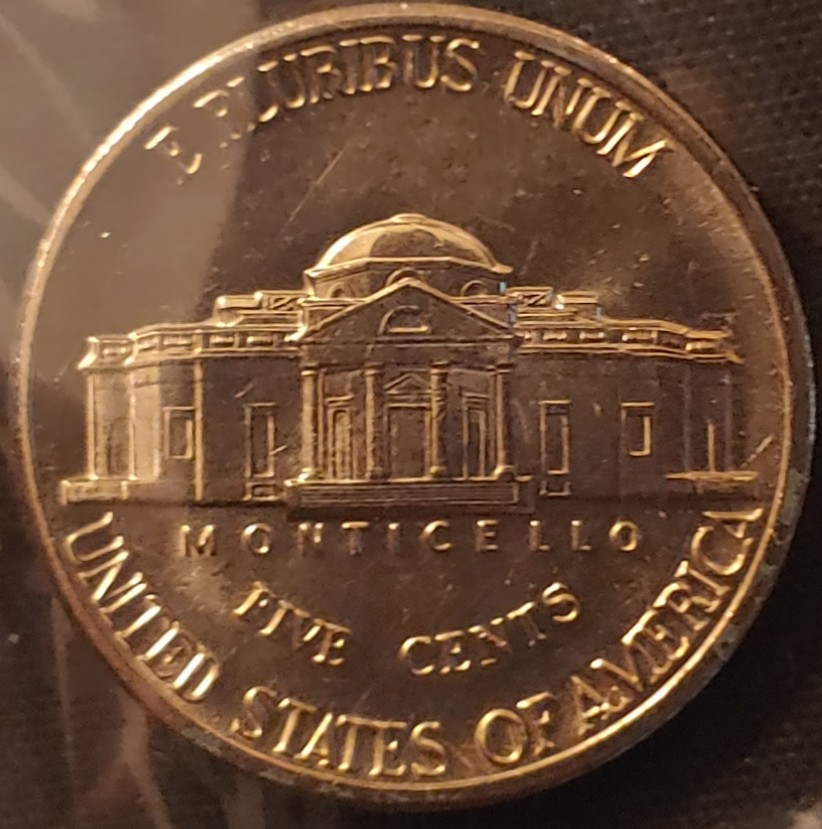 E PLURIBUS UNUM
MONTICELLO
FIVE CENTS
UNITED STATES OF AMERICA